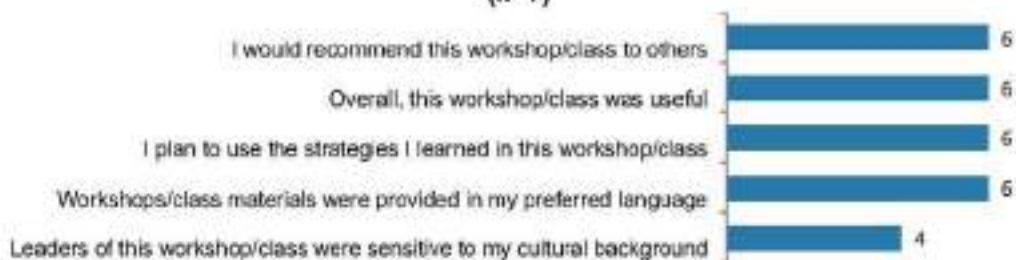 I would recommend this workshop/class to others 6
Overall, this workshop/class was useful 6
I plan to use the strategies I learned in this workshop/class 6
Workshops/class materials were provided in my preferred language 6
Leaders of this workshop/class were sensitive to my cultural background 4